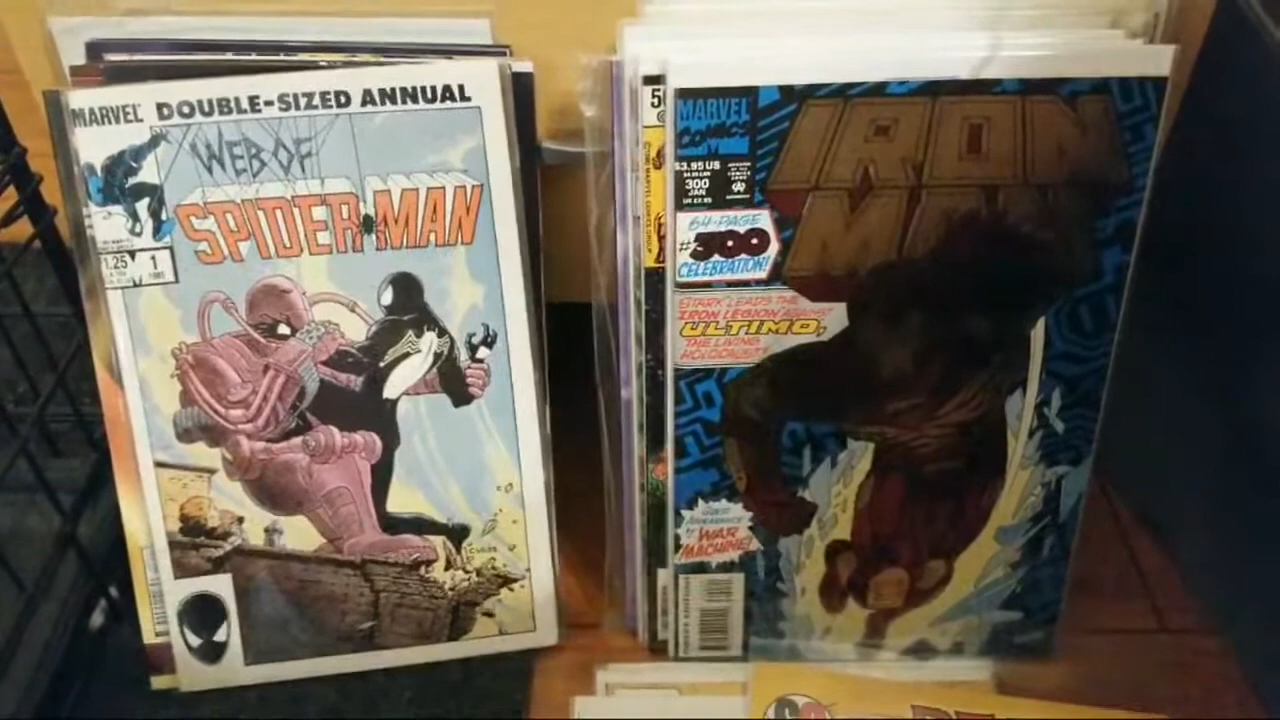 MARVEL DOUBLE-SIZED ANNUAL
WEB OF
SPIDER-MAN
1.25
1
MARVEL
COMICS
$3.95 US
300
JAN
IRON
MAN
64-PAGE
#300
CELEBRATION!
STARK LEADS THE
IRON LEGION AGAINST
ULTIMO,
THE LIVING
HOLOCAUST!
GUEST
APPEARANCE
BY WAR
MACHINE!